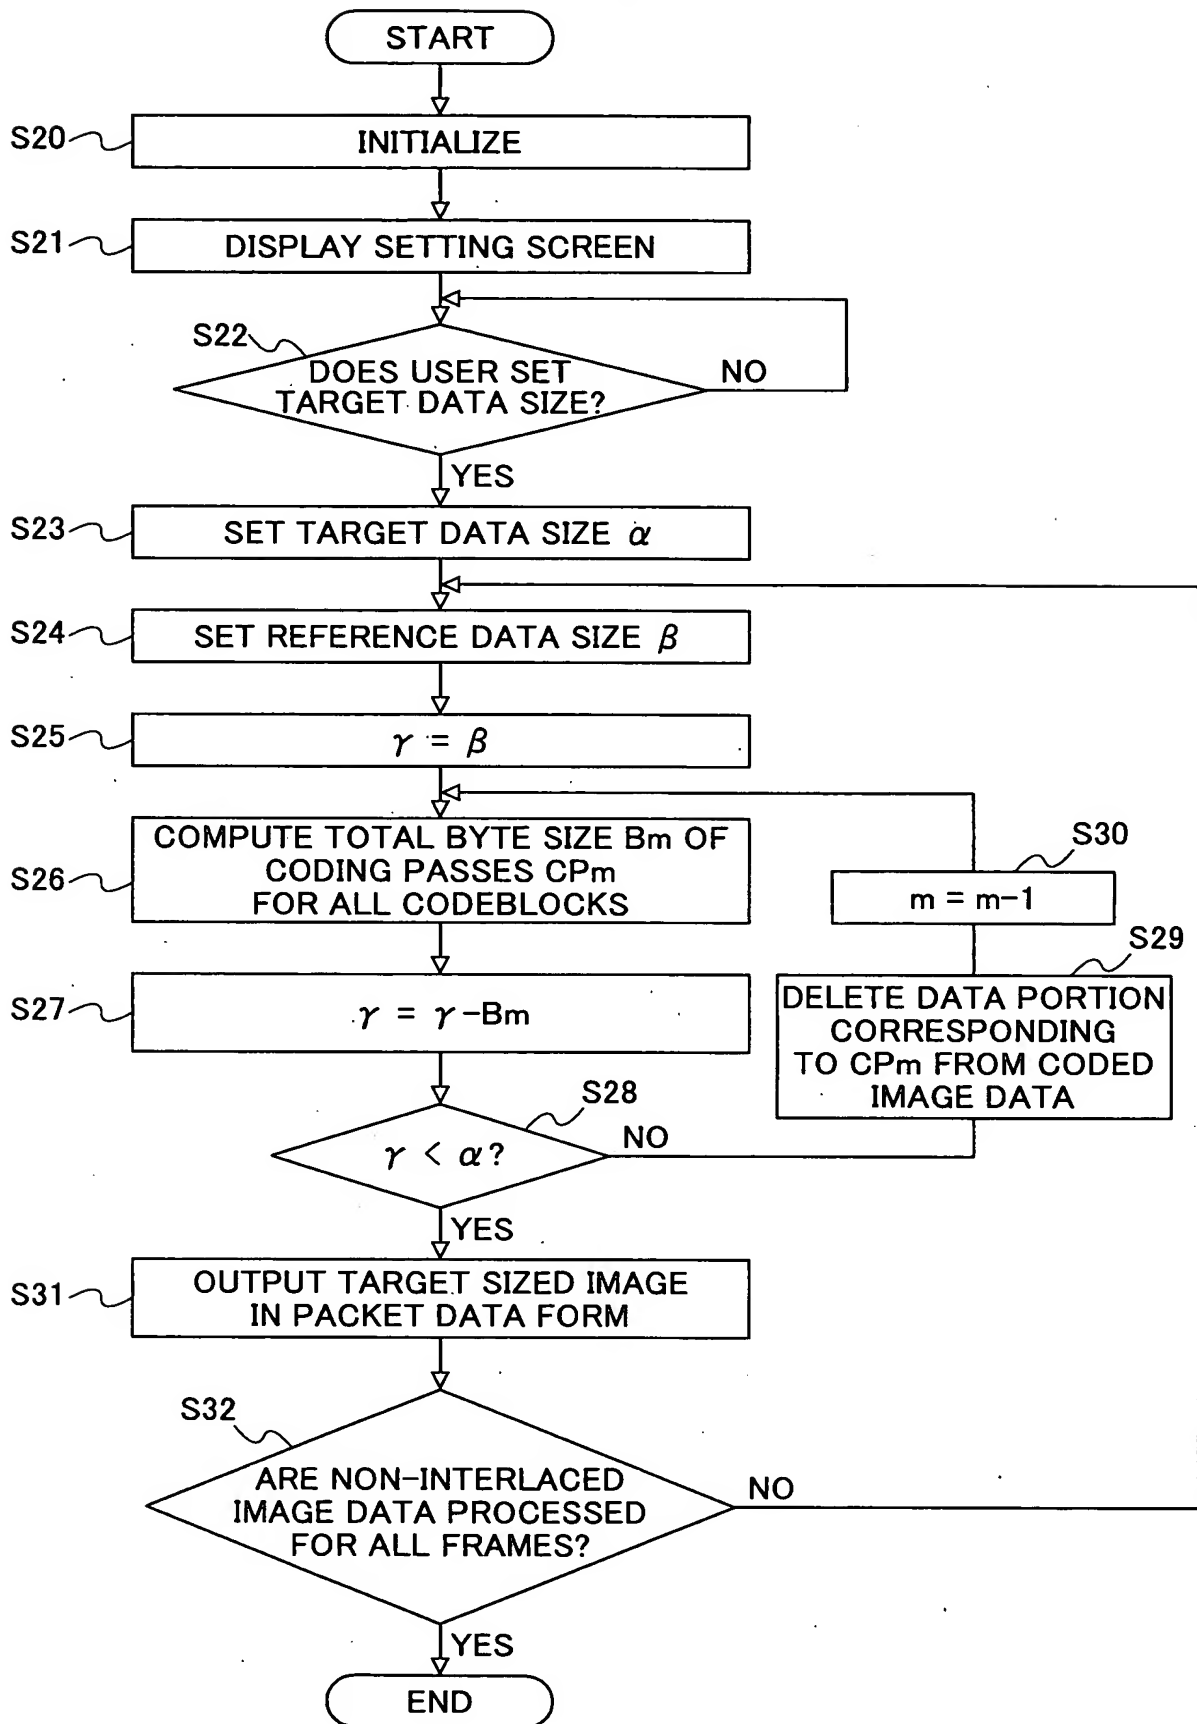 START
S20
INITIALIZE
S21
DISPLAY SETTING SCREEN
S22
DOES USER SET
TARGET DATA SIZE?
NO
YES
S23
SET TARGET DATA SIZE α
S24
SET REFERENCE DATA SIZE β
S25
γ = β
S26
COMPUTE TOTAL BYTE SIZE Bm OF
CODING PASSES CPm
FOR ALL CODEBLOCKS
S30
m = m-1
S29
DELETE DATA PORTION
CORRESPONDING
TO CPm FROM CODED
IMAGE DATA
S27
γ = γ-Bm
S28
γ < α?
NO
YES
S31
OUTPUT TARGET SIZED IMAGE
IN PACKET DATA FORM
S32
ARE NON-INTERLACED
IMAGE DATA PROCESSED
FOR ALL FRAMES?
NO
YES
END